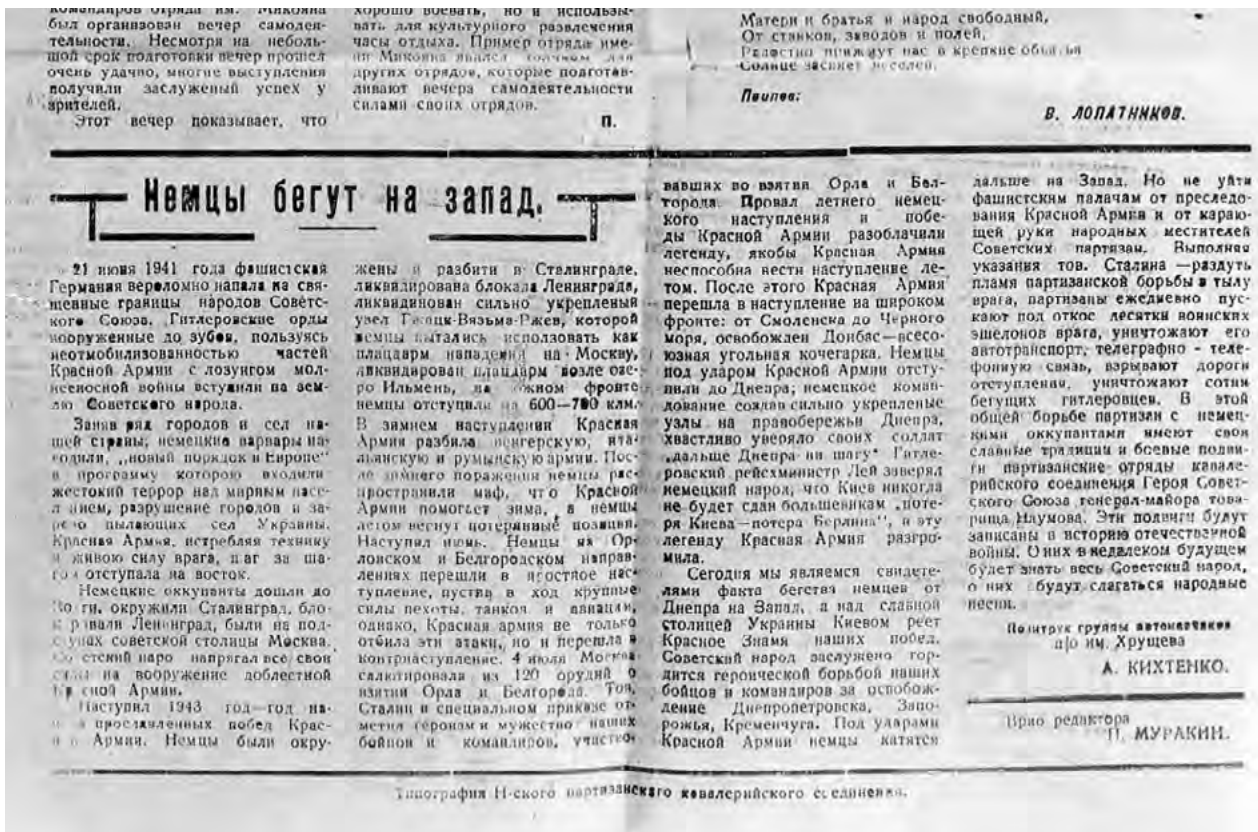 командиров отряда им. Микояна
был организован вечер самодея-
тельности. Несмотря на неболь-
шой срок подготовки вечер прошел
очень удачно, многие выступления
получили заслуженый успех у
зрителей.
Этот вечер показывает, что
хорошо воевать, но и использы-
вать для культурного развлечения
часы отдыха. Пример отряда име-
ни Микояна явился толчком для
других отрядов, которые подготав-
ливают вечера самодеятельности
силами своих отрядов.
П.
Матери и братья и народ свободный,
От станков, заводов и полей,
Радостно прижмут нас в крепкие объятья
Солнце засияет веселей.
Припев:
В. ЛОПАТНИКОВ.
Немцы бегут на запад.
21 июня 1941 года фашистская
Германия вероломно напала на свя-
щенные границы народов Советс-
кого Союза. Гитлеровские орды
вооруженные до зубов, пользуясь
неотмобилизованностью частей
Красной Армии с лозунгом мол-
ниеносной войны вступили на зем-
лю Советского народа.
Заняв ряд городов и сел на-
шей страны, немецкие варвары на-
водили, „новый порядок в Европе"
в программу которою входили
жестокий террор над мирным насе-
лением, разрушение городов и за-
рево пылающих сел Украины.
Красная Армия, истребляя технику
и живою силу врага, шаг за ша-
гом отступала на восток.
Немецкие оккупанты дошли до
Волги, окружили Сталинград, бло-
кировали Ленинград, были на под-
ступах советской столицы Москва.
Советский народ напрягал все свои
силы на вооружение доблестной
Красной Армии.
Наступил 1943 год—год на-
ших прославленных побед Крас-
ной Армии. Немцы были окру-
жены и разбити в Сталинграде,
ликвидирована блокада Ленинграда,
ликвидинован сильно укрепленый
узел Гжацк-Вязьма-Ржев, которой
немцы пытались исползовать как
плацдарм нападения на Москву,
ликвидирован плацдарм возле озе-
ро Ильмень, на южном фронте
немцы отступили на 600—700 клм.
В зимнем наступлении Красная
Армия разбила венгерскую, ита-
льянскую и румынскую армии. Пос-
ле зимнего поражения немцы рас-
пространили миф, что Красной
Армии помогает зима, а немцы
летом вернут потерянные позиции.
Наступил июль. Немцы на Ор-
ловском и Белгородском направ-
лениях перешли в яростное нас-
тупление, пустив в ход крупные
силы пехоты, танков и авиации,
однако, Красная армия не только
отбила эти атаки, но и перешла в
контрнаступление. 4 июля Москва
салютировала из 120 орудий о
взятии Орла и Белгорода. Тов.
Сталин в специальном приказе от-
метил героизм и мужество наших
бойцов и командиров, участво-
вавших во взятии Орла и Бел-
города. Провал летнего немец-
кого наступления и побе-
ды Красной Армии разоблачили
легенду, якобы Красная Армия
неспособна вести наступление ле-
том. После этого Красная Армия
перешла в наступление на широком
фронте: от Смоленска до Черного
моря, освобожден Донбас—всесо-
юзная угольная кочегарка. Немцы
под ударом Красной Армии отсту-
пили до Днепра; немецкое коман-
дование создав сильно укрепленые
узлы на правобережьи Днепра,
хвастливо уверяло своих солдат
„дальше Днепра ни шагу" Гитле-
ровский рейсхминистр Лей заверял
немецкий народ, что Киев никогда
не будет сдан большевикам „поте-
ря Киева—потера Берлина", и эту
легенду Красная Армия разгро-
мила.
Сегодня мы являемся свидете-
лями факта бегства немцев от
Днепра на Запад, а над славной
столицей Украины Киевом реет
Красное Знамя наших побед.
Советский народ заслужено гор-
дится героической борьбой наших
бойцов и командиров за освобож-
дение Днепропетровска, Запо-
рожья, Кременчуга. Под ударами
Красной Армии немцы катятся
дальше на Запад. Но не уйти
фашистским палачам от преследо-
вания Красной Армии и от караю-
щей руки народных местителей
Советских партизан. Выполняя
указания тов. Сталина —раздуть
пламя партизанской борьбы в тылу
врага, партизаны ежедневно пус-
кают под откос десятки воинских
эшелонов врага, уничтожают его
автотранспорт, телеграфно - теле-
фонную связь, взрывают дороги
отступления, уничтожают сотни
бегущих гитлеровцев. В этой
общей борьбе партизан с немец-
кими оккупантами имеют свои
славные традиции и боевые подви-
ги партизанские отряды кавале-
рийского соединения Героя Совет-
ского Союза генерал-майора това-
рища Наумова. Эти подвиги будут
записаны в историю отечественной
войны. О них в недалеком будущем
будет знать весь Советский народ,
о них будут слагаться народные
песни.
Политрук группы автоматчиков
п|о им. Хрущева
А. КИХТЕНКО.
Врио редактора
П. МУРАКИН.
Типография Н-ского партизанскаго кавалерийского соединения.